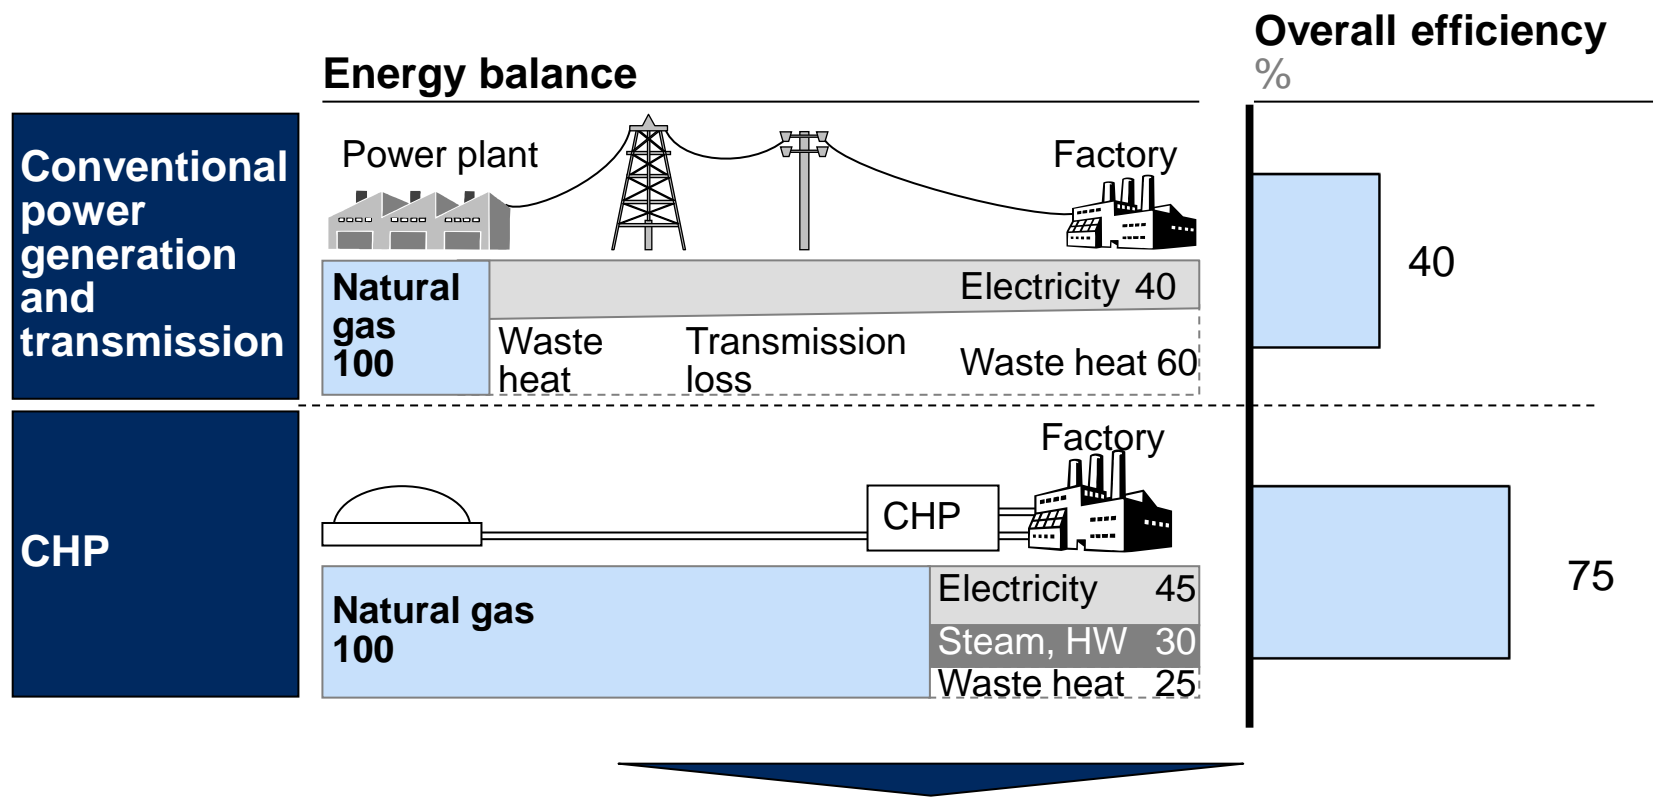 Overall efficiency
%
Energy balance
Conventional
power
generation
and
transmission
Power plant
Factory
Natural
gas
100
Electricity 40
Waste
heat
Transmission
loss
Waste heat 60
40
CHP
Factory
CHP
Natural gas
100
Electricity 45
Steam, HW 30
Waste heat 25
75